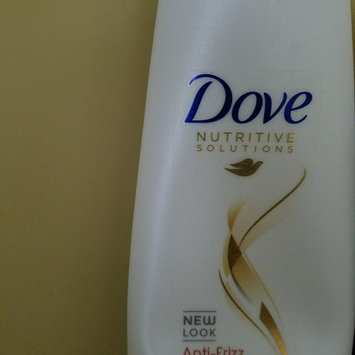 Dove
NUTRITIVE
SOLUTIONS
NEW
LOOK
Anti-Frizz